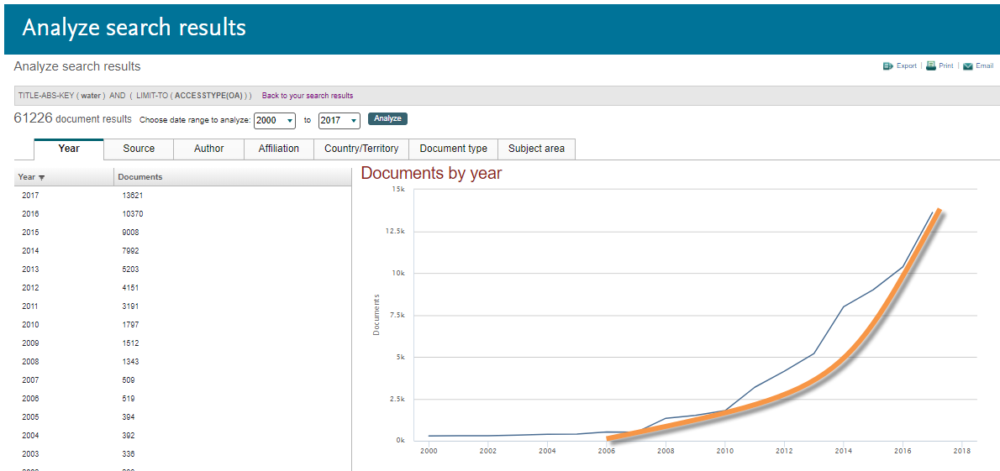 Analyze search results
Analyze search results
Export | Print | Email
TITLE-ABS-KEY ( water ) AND ( LIMIT-TO ( ACCESSTYPE(OA) ) ) Back to your search results
61226 document results Choose date range to analyze: 2000 to 2017 Analyze
Year Source Author Affiliation Country/Territory Document type Subject area
Year Documents
2017 13621
2016 10370
2015 9008
2014 7992
2013 5203
2012 4151
2011 3191
2010 1797
2009 1512
2008 1343
2007 509
2006 519
2005 394
2004 392
2003 336
Documents by year
15k
12.5k
10k
7.5k
5k
2.5k
0k
Documents
2000 2002 2004 2006 2008 2010 2012 2014 2016 2018